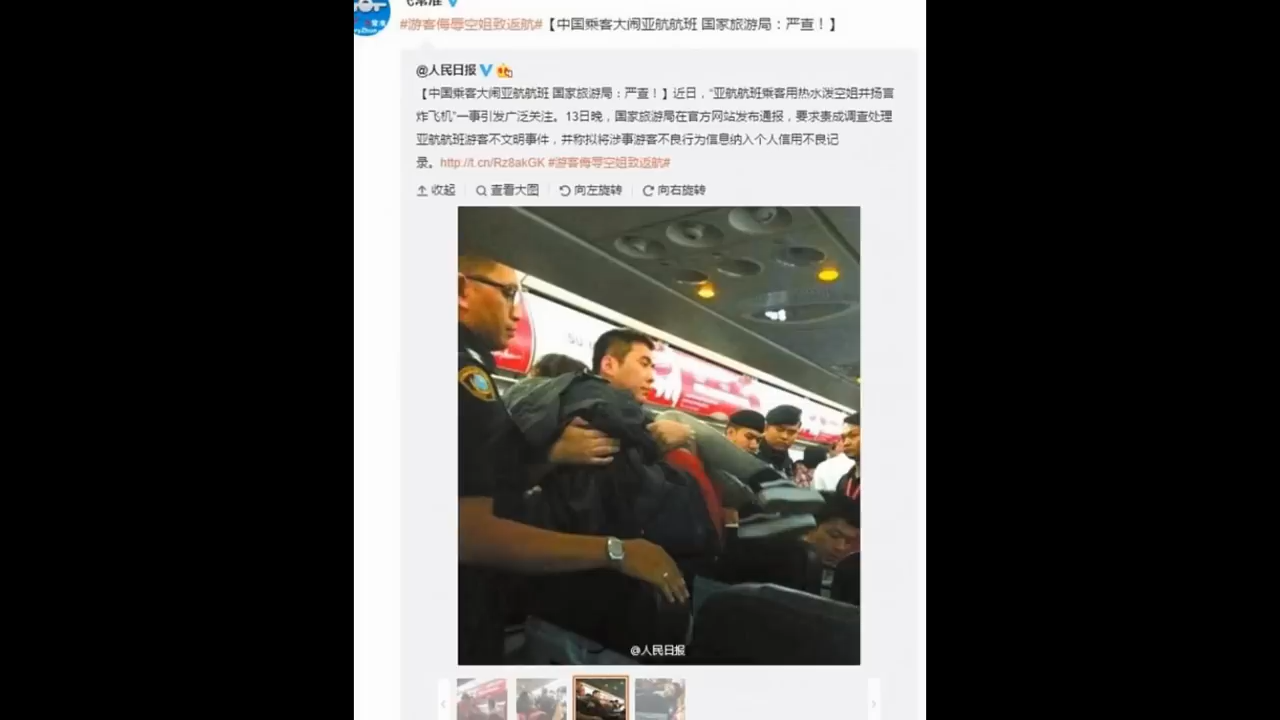 #游客侮辱空姐致返航#【中国乘客大闹亚航航班 国家旅游局：严查！】
@人民日报
【中国乘客大闹亚航航班 国家旅游局：严查！】近日，“亚航航班乘客用热水泼空姐并扬言
炸飞机”一事引发广泛关注。13日晚，国家旅游局在官方网站发布通报，要求责成调查处理
亚航航班游客不文明事件，并称拟将涉事游客不良行为信息纳入个人信用不良记
录。http://t.cn/Rz8akGK #游客侮辱空姐致返航#
收起 查看大图 向左旋转 向右旋转
@人民日报